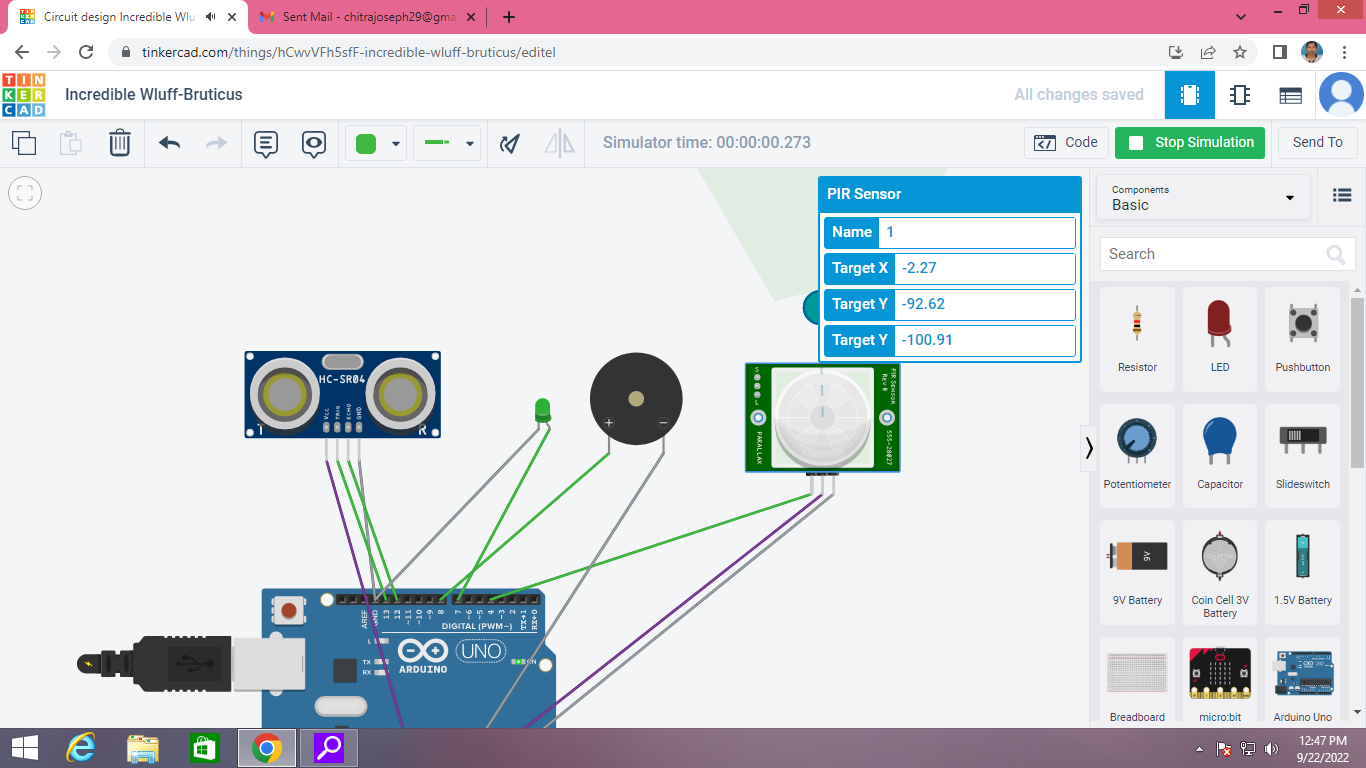 Circuit design Incredible Wlu
Sent Mail - chitrajoseph29@gma
tinkercad.com/things/hCwvVFh5sfF-incredible-wluff-bruticus/editel
TIN
KER
CAD
Incredible Wluff-Bruticus
All changes saved
Simulator time: 00:00:00.273
Code
Stop Simulation
Send To
PIR Sensor
Name 1
Target X -2.27
Target Y -92.62
Target Y -100.91
Components
Basic
Search
Resistor
LED
Pushbutton
Potentiometer
Capacitor
Slideswitch
9V
9V Battery
Coin Cell 3V
Battery
1.5V Battery
Breadboard
micro:bit
Arduino Uno
HC-SR04
VCC
TRIG
ECHO
GND
T
R
+
−
S
L
PARALLAX
PIR SENSOR
Rev B
555-28027
AREF
GND
13
12
~11
~10
~9
8
7
~6
~5
4
~3
2
TX→1
RX←0
DIGITAL (PWM~)
L
TX
RX
ARDUINO
UNO
ON
12:47 PM
9/22/2022